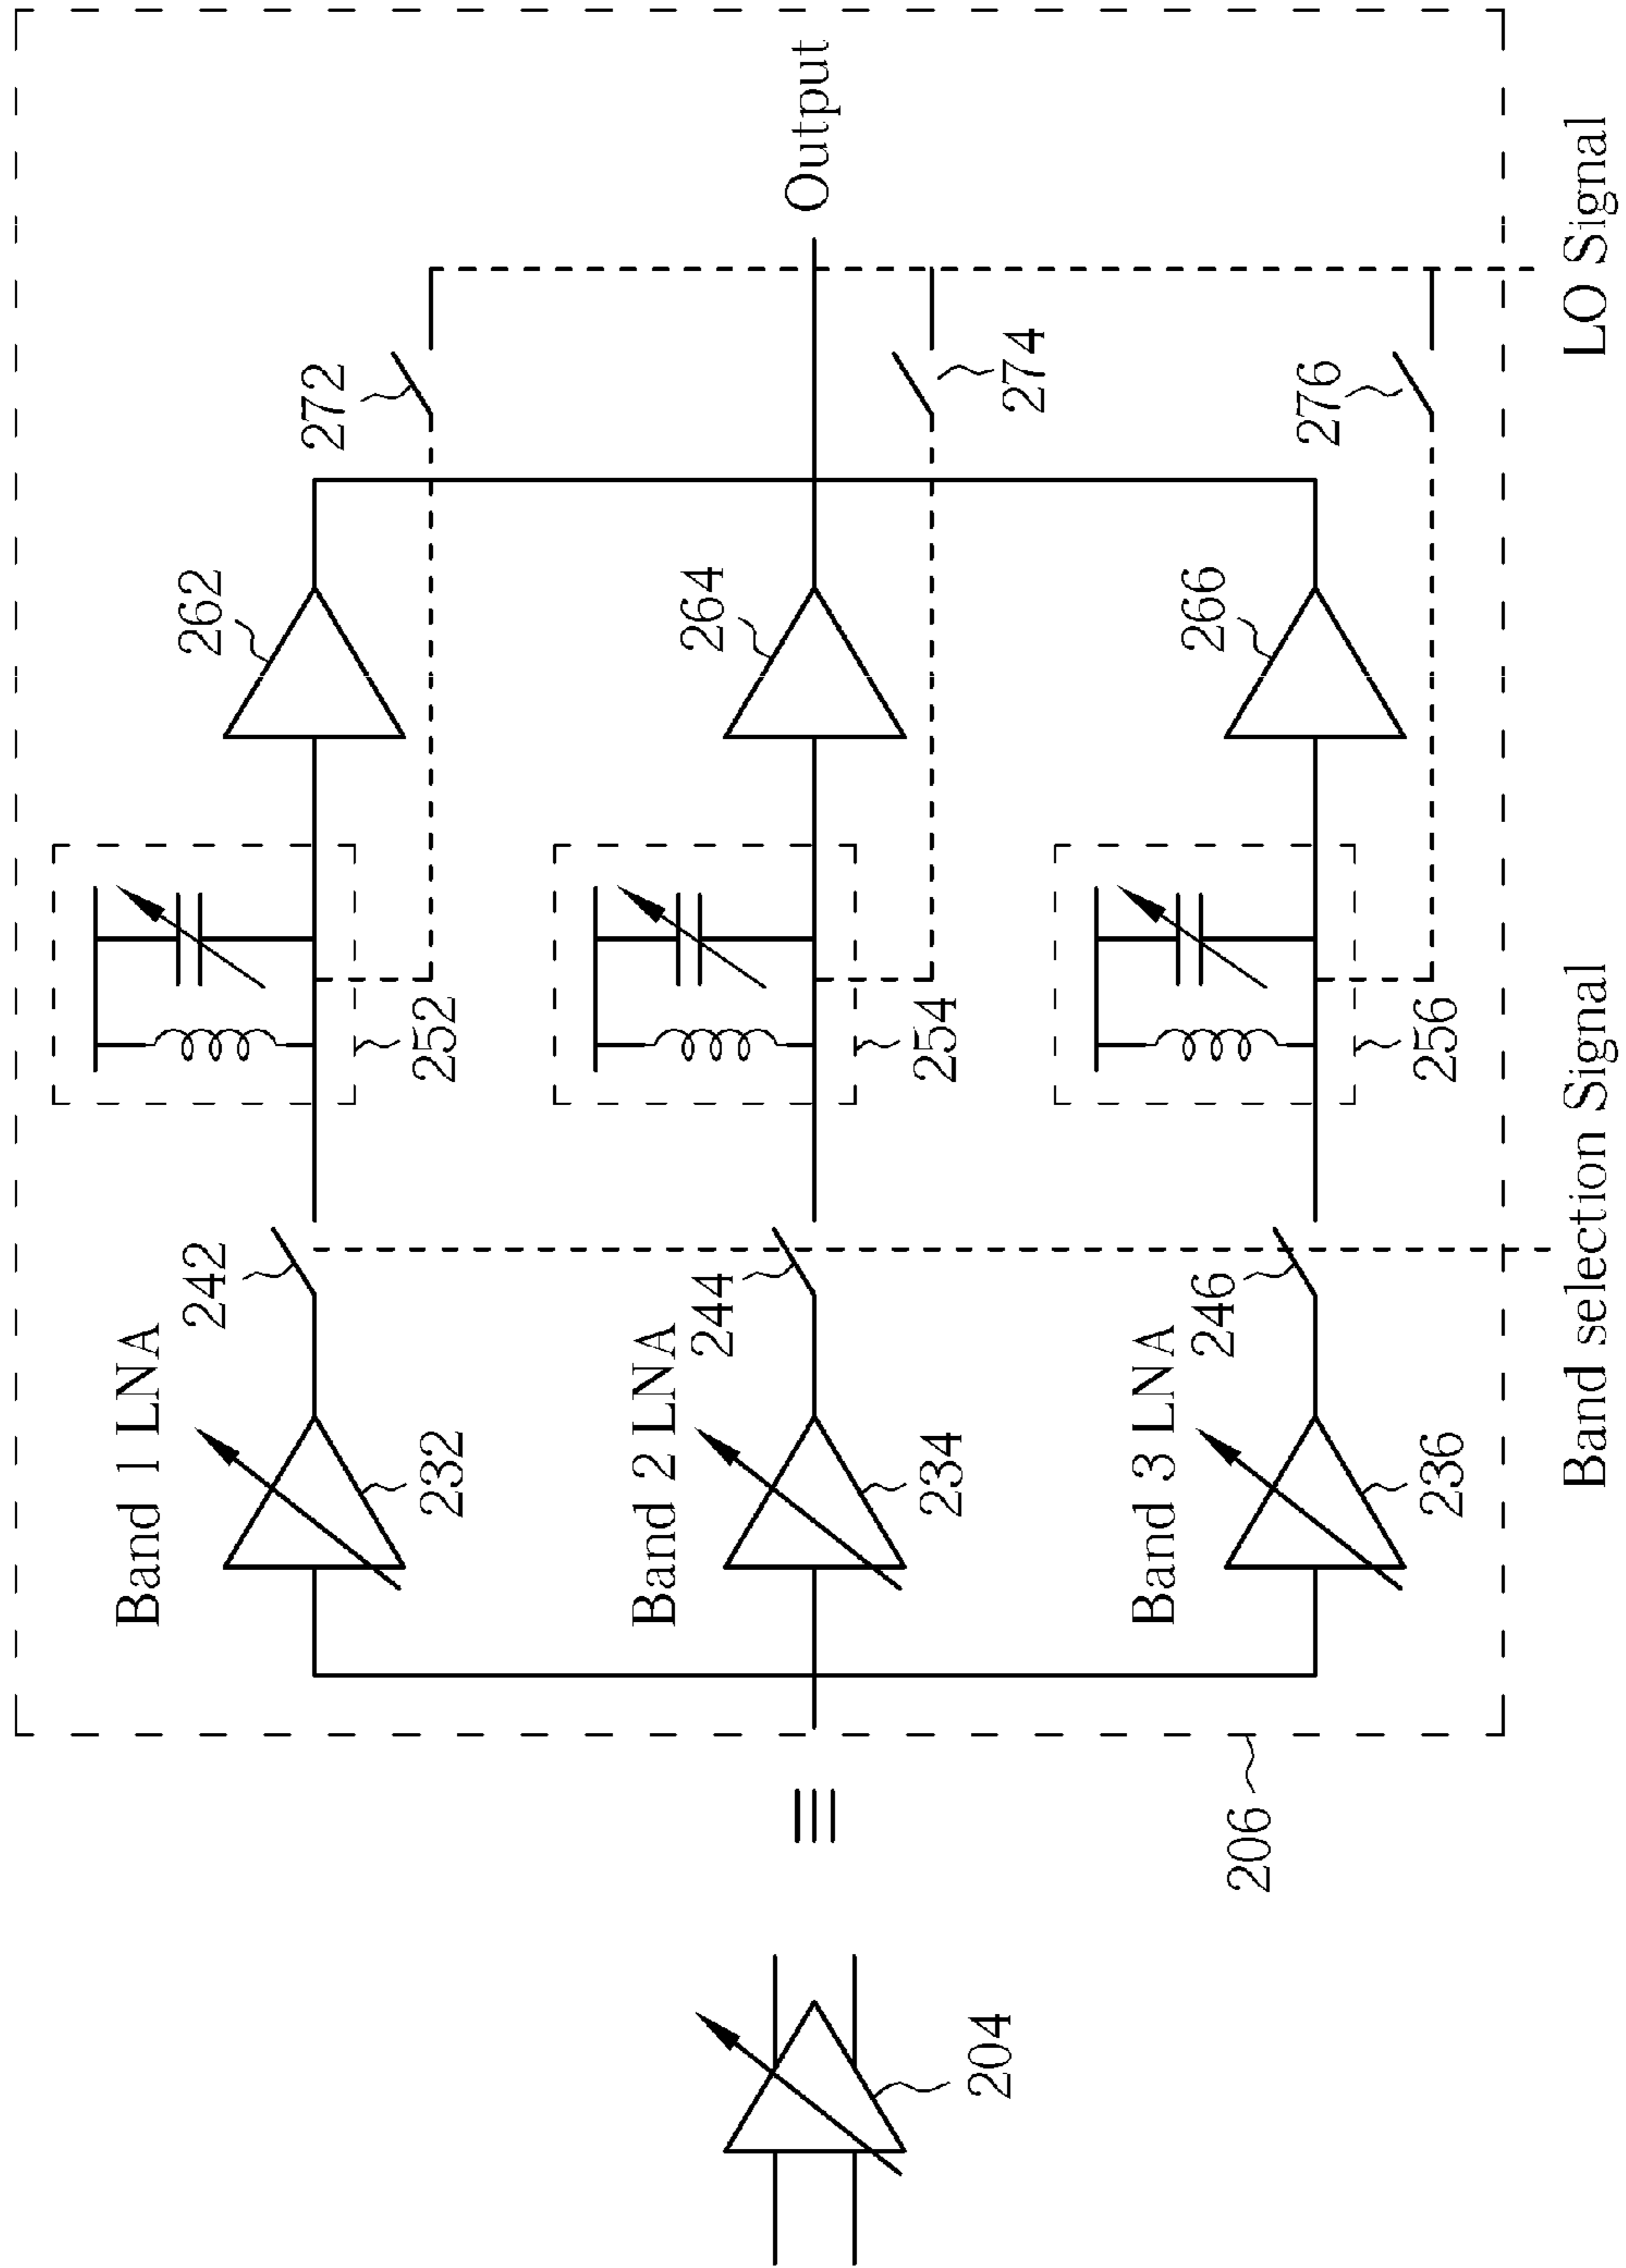 Band 1 LNA
242
252
262
272
232
Output
Band 2 LNA
244
254
264
274
234
204
Band 3 LNA
246
256
266
276
236
206
Band selection Signal
LO Signal